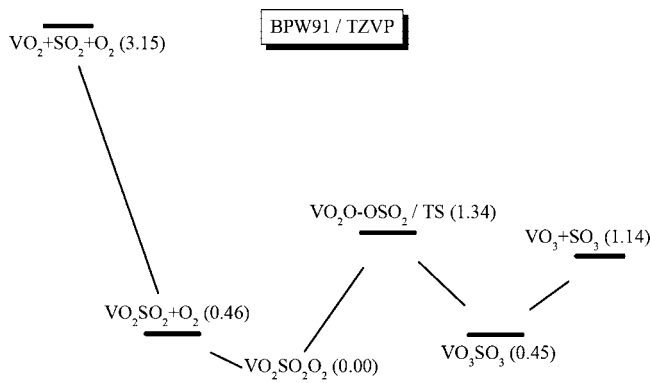 BPW91 / TZVP
VO₂+SO₂+O₂ (3.15)
VO₂O-OSO₂ / TS (1.34)
VO₃+SO₃ (1.14)
VO₂SO₂+O₂ (0.46)
VO₂SO₂O₂ (0.00)
VO₃SO₃ (0.45)